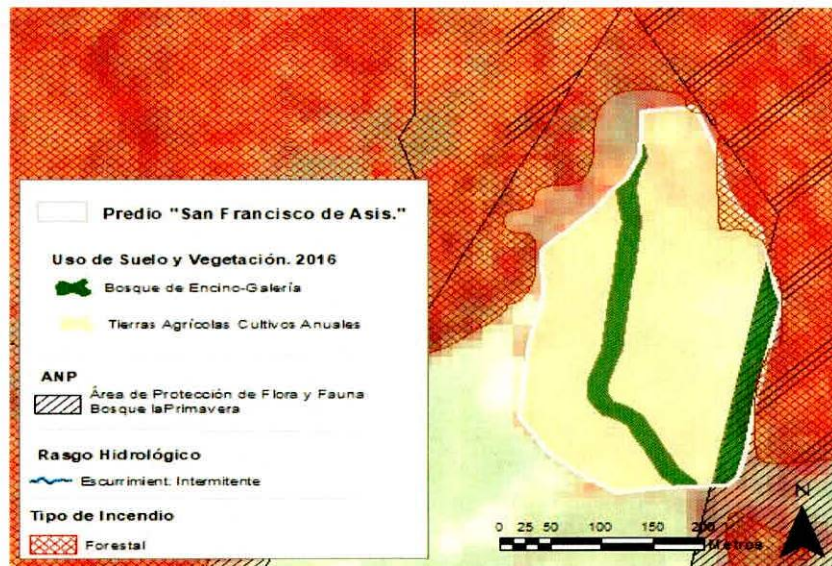 Predio "San Francisco de Asis."
Uso de Suelo y Vegetación. 2016
Bosque de Encino-Galería
Tierras Agrícolas Cultivos Anuales
ANP
Área de Protección de Flora y Fauna
Bosque laPrimavera
Rasgo Hidrológico
Escurrimient: Intermitente
Tipo de Incendio
Forestal
N
0 25 50 100 150 200
Metros